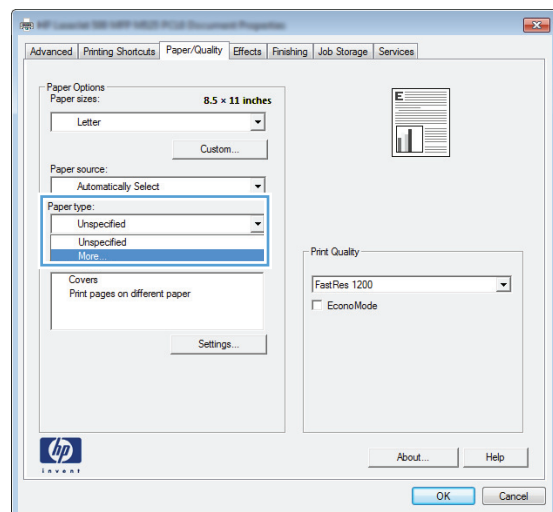 Advanced Printing Shortcuts Paper/Quality Effects Finishing Job Storage Services
Paper Options
Paper sizes: 8.5 × 11 inches
Letter
Custom...
Paper source:
Automatically Select
Paper type:
Unspecified
Unspecified
More...
Covers
Print pages on different paper
Settings...
E
Print Quality
FastRes 1200
EconoMode
hp
invent
About... Help
OK Cancel